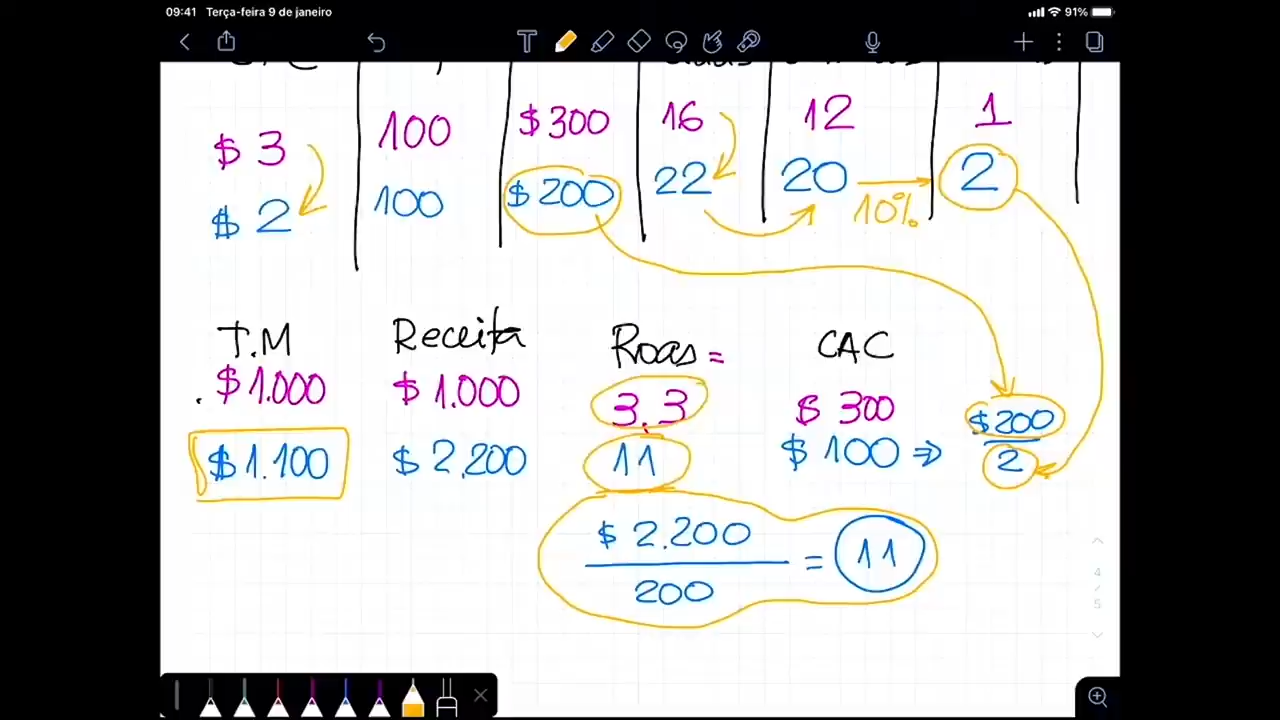 09:41 Terça-feira 9 de janeiro 91%
$ 3 100 $300 16 12 1
$ 2 100 $200 22 20 2
10%
T.M Receita Roas = CAC
$ 1.000 $ 1.000 3,3 $ 300
$ 1.100 $ 2.200 11 $ 100 ⇒ $200
2
$ 2.200
200
= 11
4
5